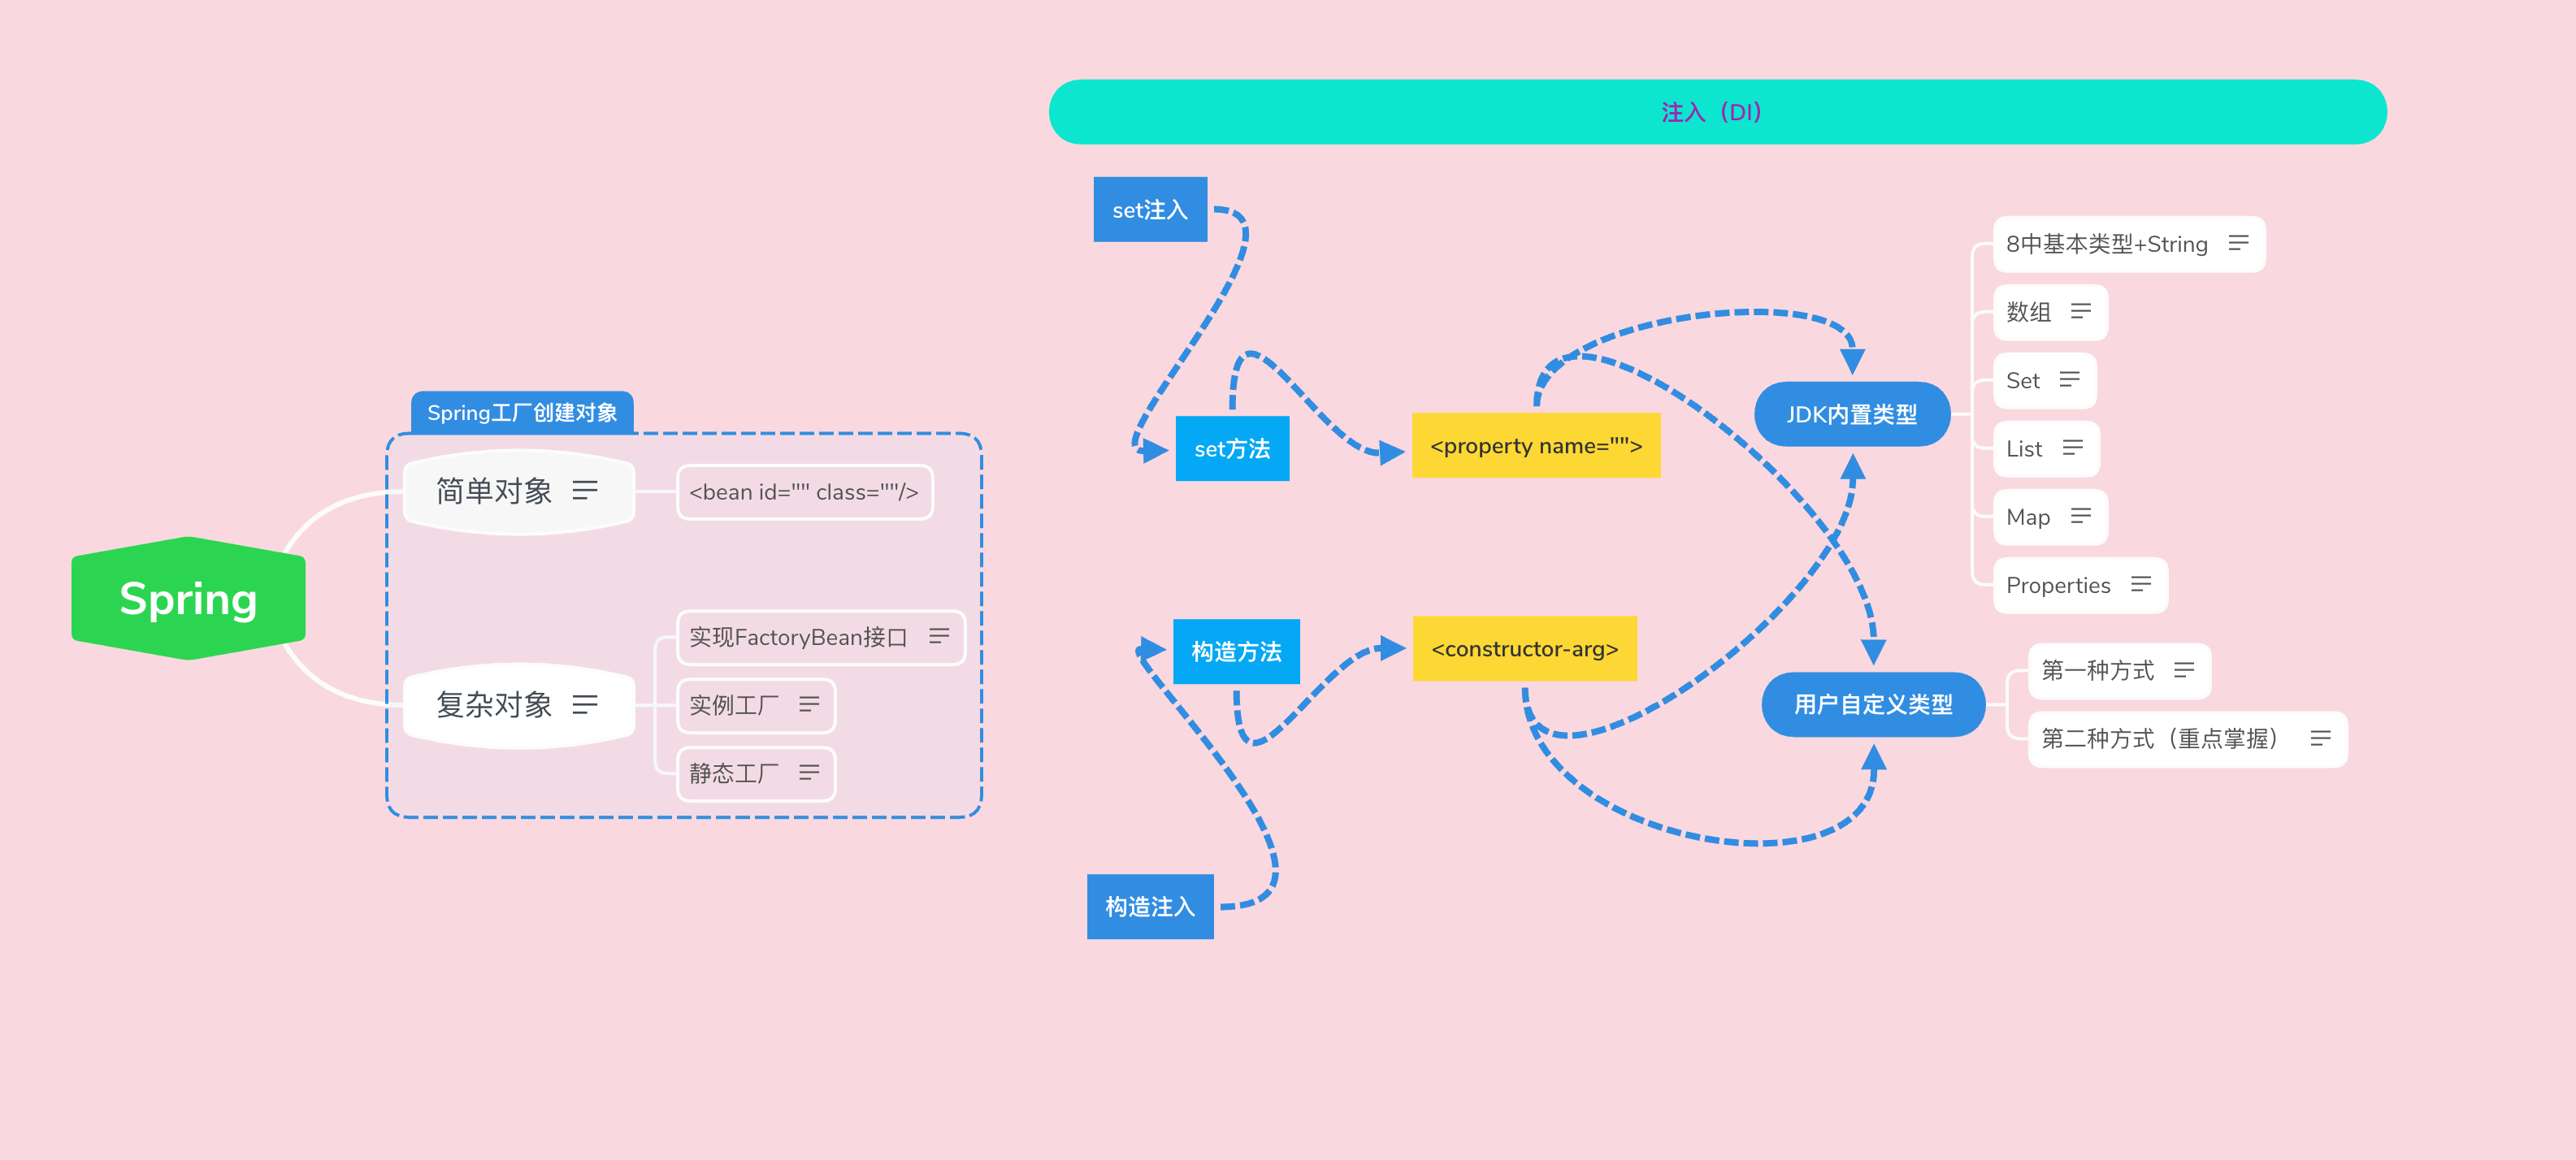 Spring
Spring工厂创建对象
简单对象
<bean id="" class=""/>
复杂对象
实现FactoryBean接口
实例工厂
静态工厂
注入（DI）
set注入
set方法
<property name="">
构造方法
<constructor-arg>
构造注入
JDK内置类型
8中基本类型+String
数组
Set
List
Map
Properties
用户自定义类型
第一种方式
第二种方式（重点掌握）